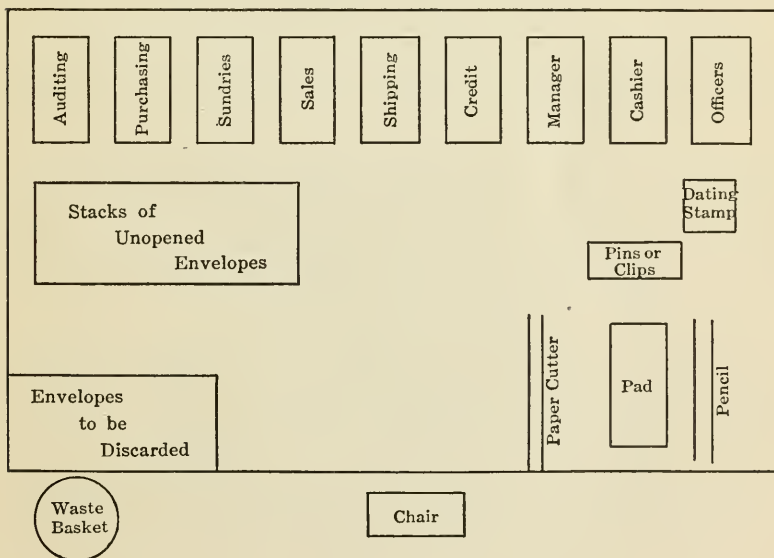 Auditing
Purchasing
Sundries
Sales
Shipping
Credit
Manager
Cashier
Officers
Stacks of
Unopened
Envelopes
Dating
Stamp
Pins or
Clips
Paper Cutter
Pad
Pencil
Envelopes
to be
Discarded
Waste
Basket
Chair